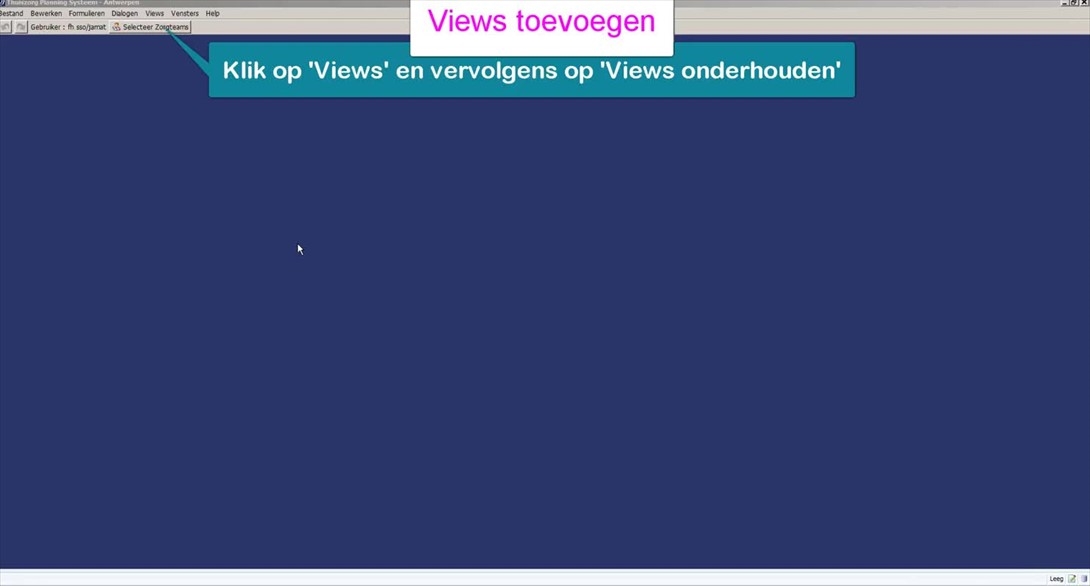 Thuiszorg Planning Systeem - Antwerpen
Bestand Bewerken Formulieren Dialogen Views Vensters Help
Gebruiker : fh sso/jarrat Selecteer Zorgteams
Views toevoegen
Klik op 'Views' en vervolgens op 'Views onderhouden'
Leeg